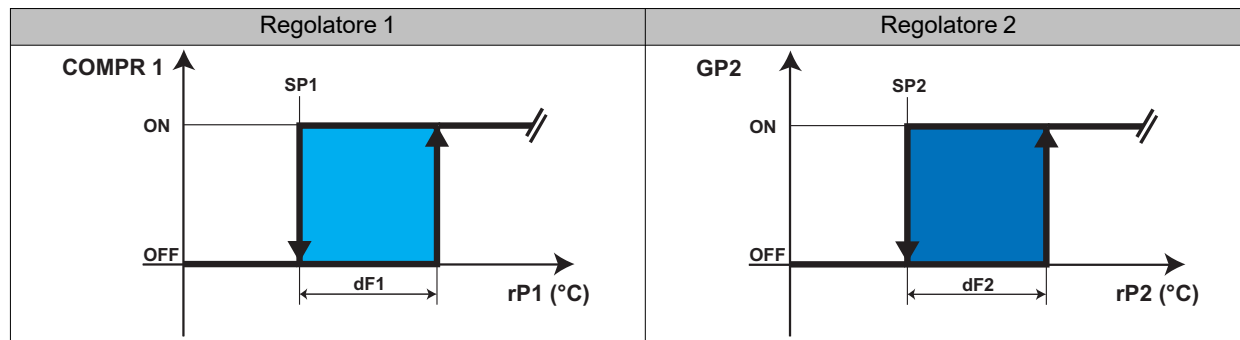 Regolatore 1
Regolatore 2
COMPR 1
SP1
ON
OFF
dF1
rP1 (°C)
GP2
SP2
ON
OFF
dF2
rP2 (°C)